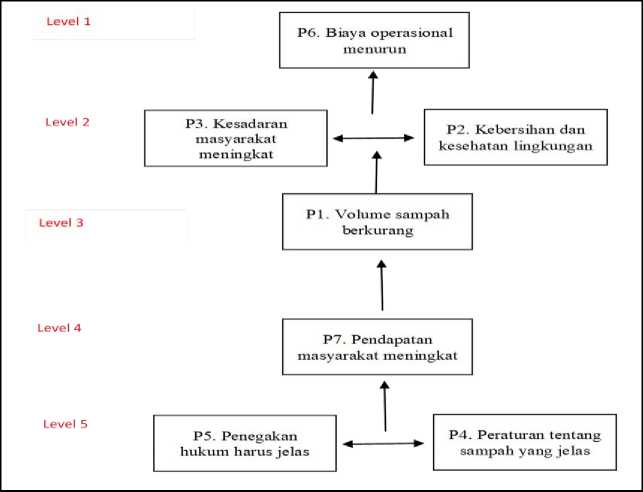 Level 1
P6. Biaya operasional
menurun
Level 2
P3. Kesadaran
masyarakat
meningkat
P2. Kebersihan dan
kesehatan lingkungan
Level 3
P1. Volume sampah
berkurang
Level 4
P7. Pendapatan
masyarakat meningkat
Level 5
P5. Penegakan
hukum harus jelas
P4. Peraturan tentang
sampah yang jelas